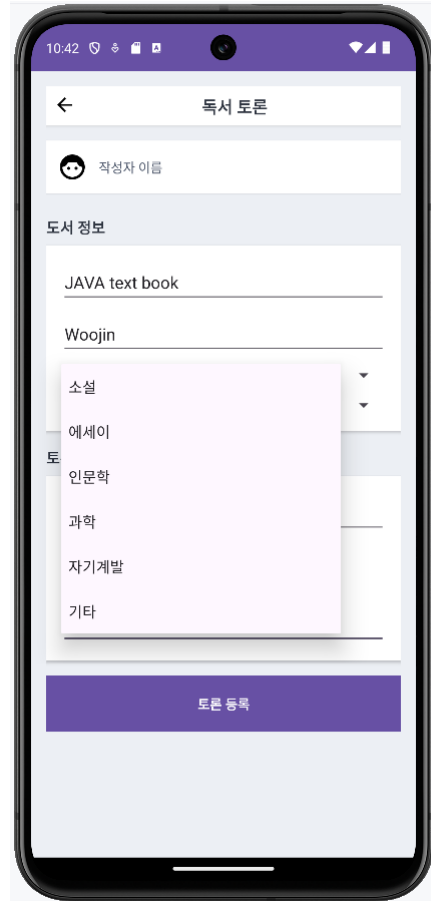 10:42
독서 토론
작성자 이름
도서 정보
JAVA text book
Woojin
소설
에세이
토
인문학
과학
자기계발
기타
토론 등록